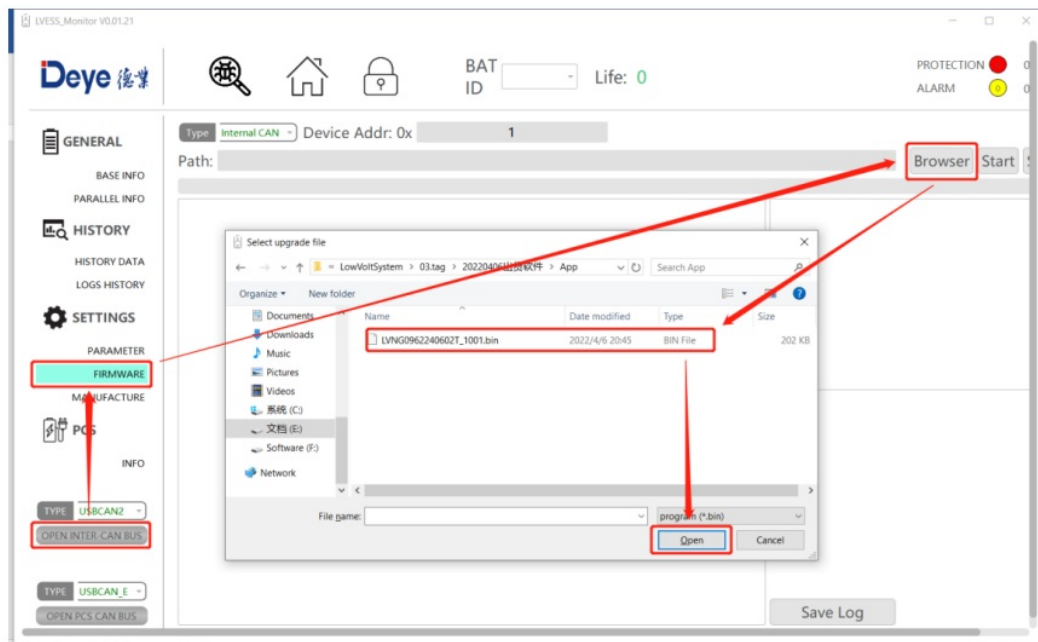 LVESS_Monitor V0.01.21
Deye 德業
BAT ID
Life: 0
PROTECTION
ALARM 0
Type Internal CAN Device Addr: 0x 1
Path:
Browser Start
GENERAL
BASE INFO
PARALLEL INFO
HISTORY
HISTORY DATA
LOGS HISTORY
SETTINGS
PARAMETER
FIRMWARE
MANUFACTURE
PCS
INFO
TYPE USBCAN2
OPEN INTER-CAN BUS
TYPE USBCAN_E
OPEN PCS CAN BUS
Select upgrade file
« LowVoltSystem > 03.tag > 20220406出货软件 > App
Search App
Organize New folder
Name Date modified Type Size
LVNG0962240602T_1001.bin 2022/4/6 20:45 BIN File 202 KB
Documents
Downloads
Music
Pictures
Videos
系统 (C:)
文档 (E:)
Software (F:)
Network
File name:
program (*.bin)
Open Cancel
Save Log